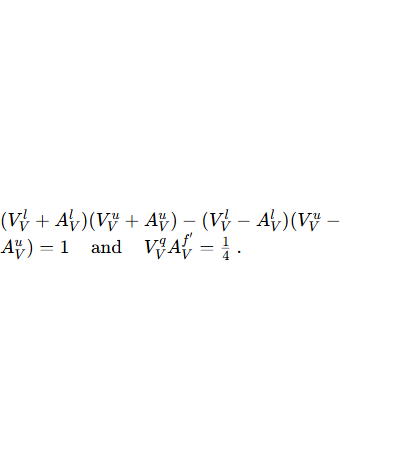 $(V_V^l + A_V^l)(V_V^u + A_V^u) - (V_V^l - A_V^l)(V_V^u -$
$A_V^u) = 1 \quad \text{and} \quad V_V^q A_V^{f'} = \frac{1}{4}\ .$